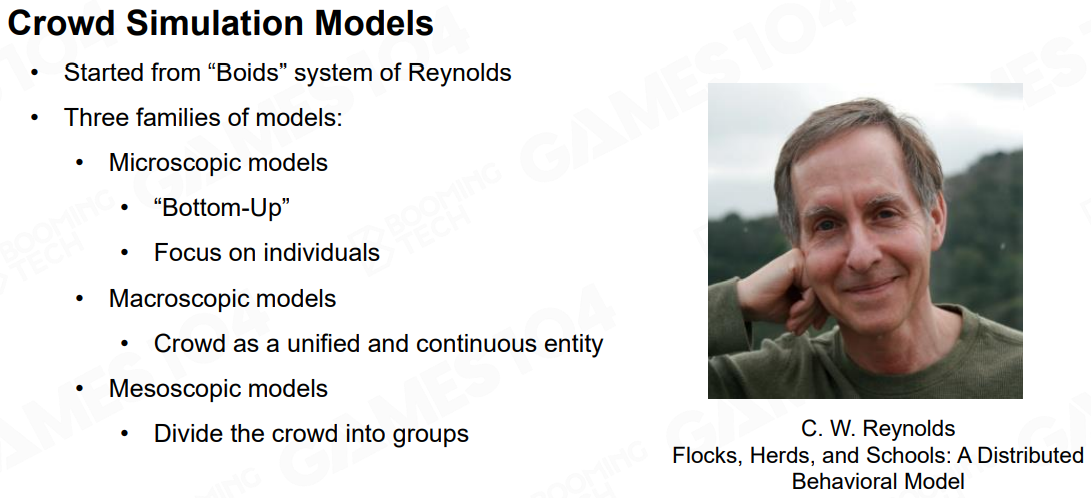 Crowd Simulation Models
• Started from “Boids” system of Reynolds
• Three families of models:
• Microscopic models
• “Bottom-Up”
• Focus on individuals
• Macroscopic models
• Crowd as a unified and continuous entity
• Mesoscopic models
• Divide the crowd into groups
C. W. Reynolds
Flocks, Herds, and Schools: A Distributed
Behavioral Model
GAMES104
BOOMING
TECH